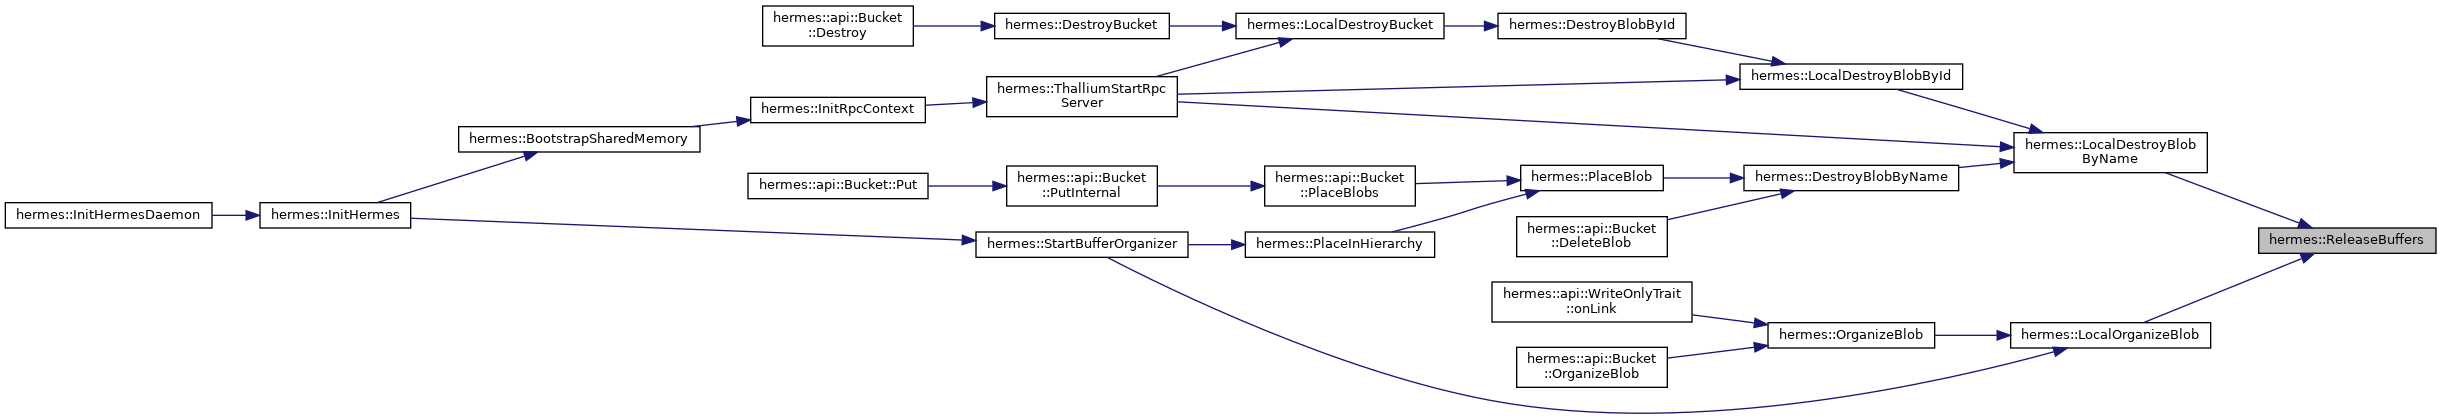 hermes::api::Bucket
::Destroy
hermes::DestroyBucket
hermes::LocalDestroyBucket
hermes::DestroyBlobById
hermes::LocalDestroyBlobById
hermes::ThalliumStartRpc
Server
hermes::InitRpcContext
hermes::BootstrapSharedMemory
hermes::LocalDestroyBlob
ByName
hermes::api::Bucket::Put
hermes::api::Bucket
::PutInternal
hermes::api::Bucket
::PlaceBlobs
hermes::PlaceBlob
hermes::DestroyBlobByName
hermes::InitHermesDaemon
hermes::InitHermes
hermes::api::Bucket
::DeleteBlob
hermes::StartBufferOrganizer
hermes::PlaceInHierarchy
hermes::ReleaseBuffers
hermes::api::WriteOnlyTrait
::onLink
hermes::OrganizeBlob
hermes::LocalOrganizeBlob
hermes::api::Bucket
::OrganizeBlob